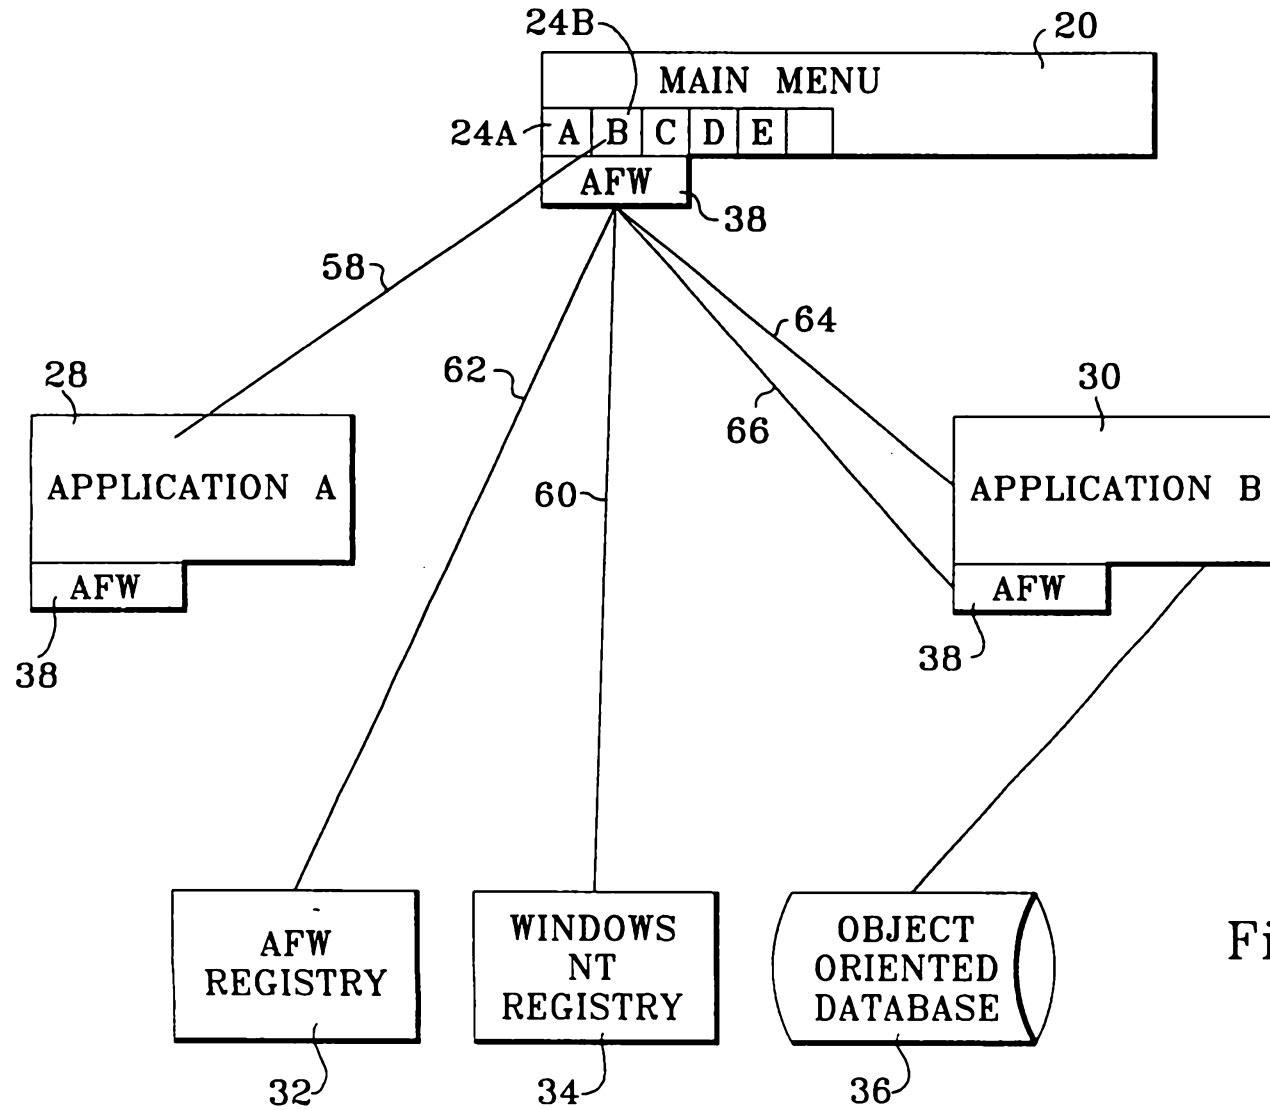 24B
20
MAIN MENU
24A
A B C D E
AFW
38
58
64
62
66
28
30
60
APPLICATION A
APPLICATION B
AFW
AFW
38
38
AFW
REGISTRY
WINDOWS
NT
REGISTRY
OBJECT
ORIENTED
DATABASE
Fi
32
34
36